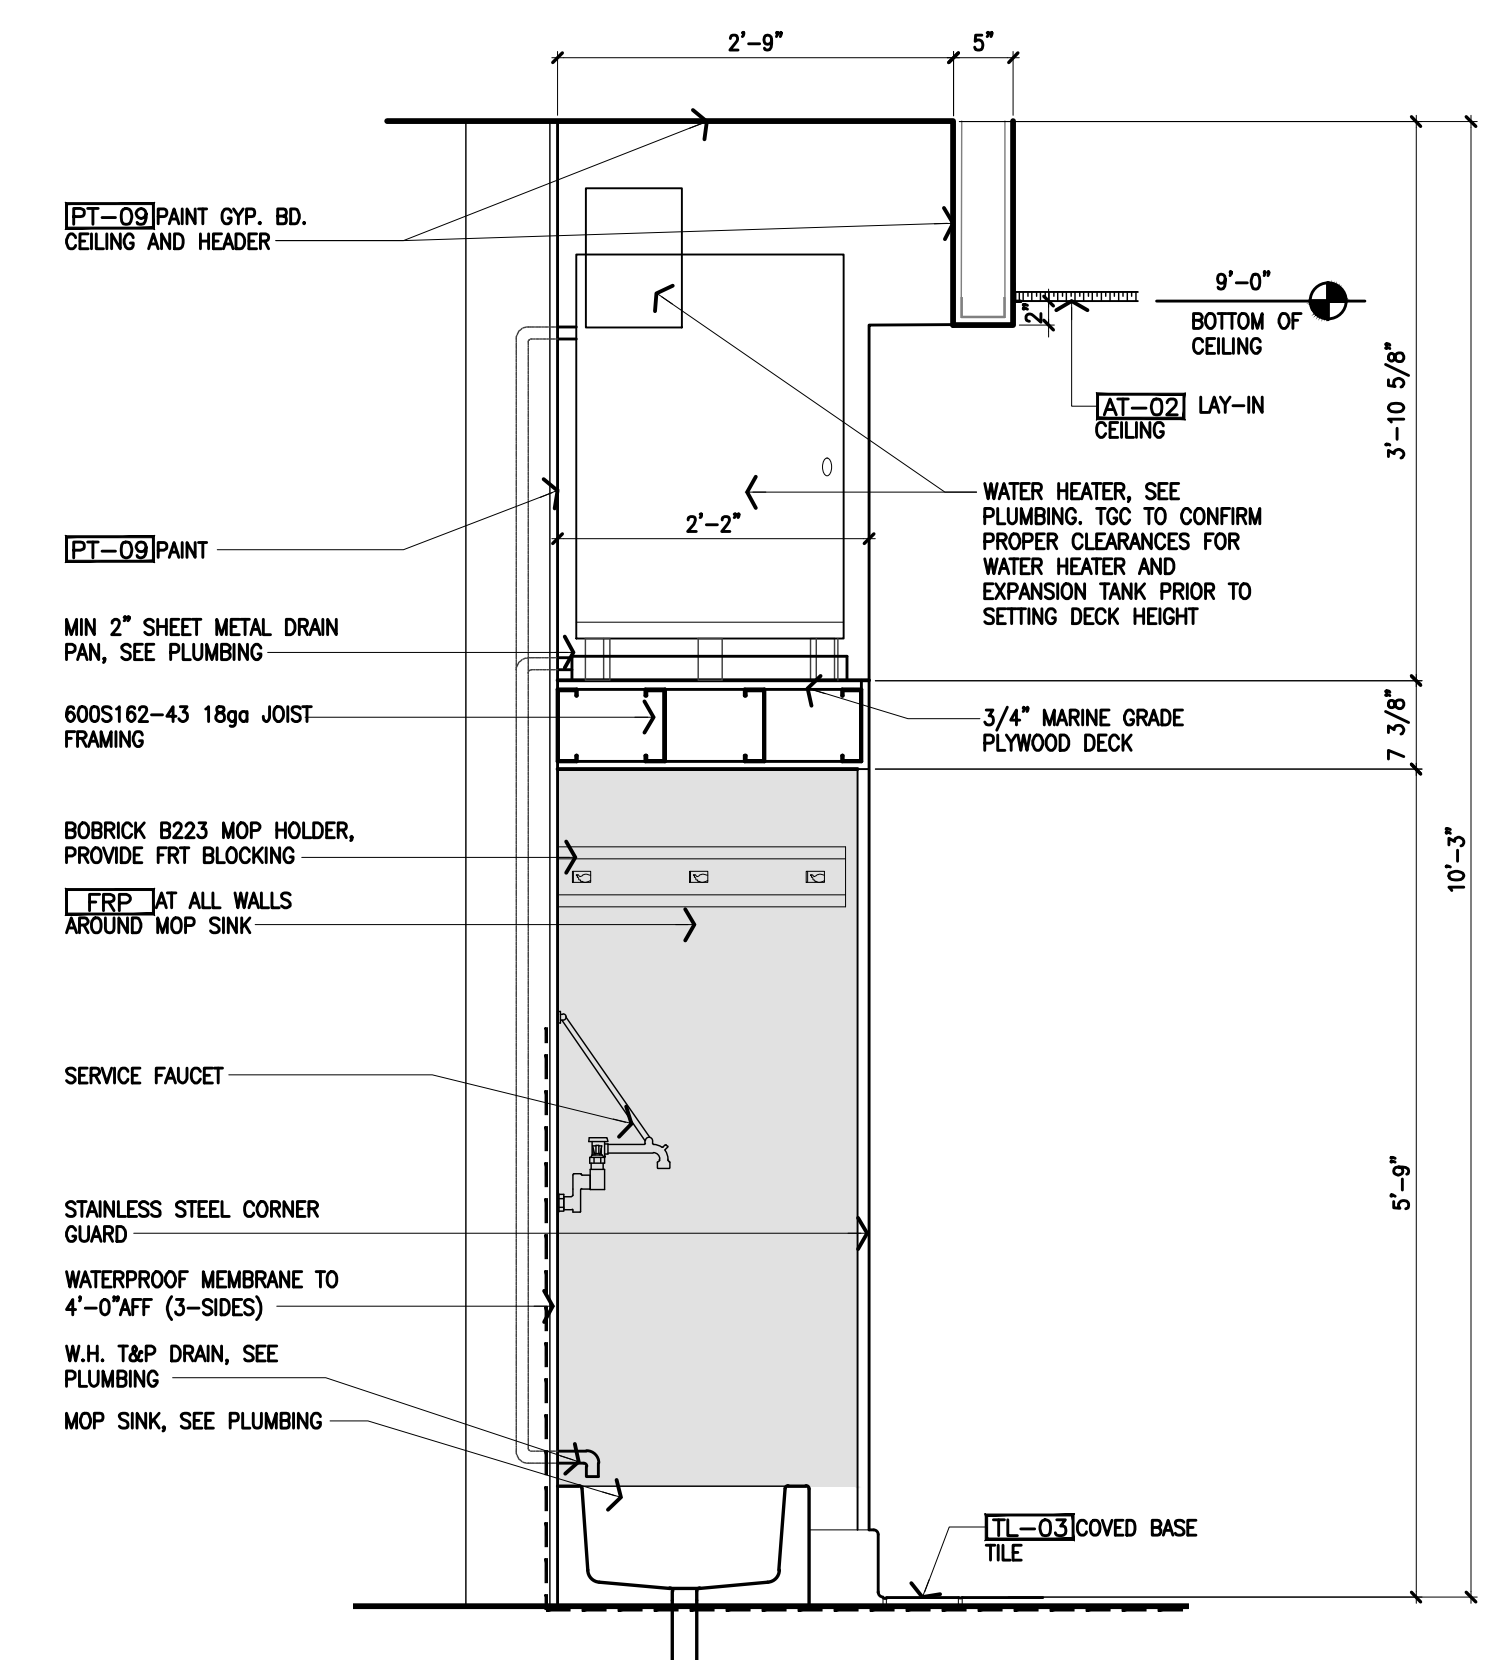 2'-9"
5"
PT-09 PAINT GYP. BD.
CEILING AND HEADER
9'-0"
BOTTOM OF
CEILING
2"
3'-10 5/8"
AT-02 LAY-IN
CEILING
WATER HEATER, SEE
PLUMBING. TGC TO CONFIRM
PROPER CLEARANCES FOR
WATER HEATER AND
EXPANSION TANK PRIOR TO
SETTING DECK HEIGHT
2'-2"
PT-09 PAINT
MIN 2" SHEET METAL DRAIN
PAN, SEE PLUMBING
600S162-43 18ga JOIST
FRAMING
3/4" MARINE GRADE
PLYWOOD DECK
7 3/8"
BOBRICK B223 MOP HOLDER,
PROVIDE FRT BLOCKING
10'-3"
FRP AT ALL WALLS
AROUND MOP SINK
SERVICE FAUCET
5'-9"
STAINLESS STEEL CORNER
GUARD
WATERPROOF MEMBRANE TO
4'-0"AFF (3-SIDES)
W.H. T&P DRAIN, SEE
PLUMBING
MOP SINK, SEE PLUMBING
TL-03 COVED BASE
TILE